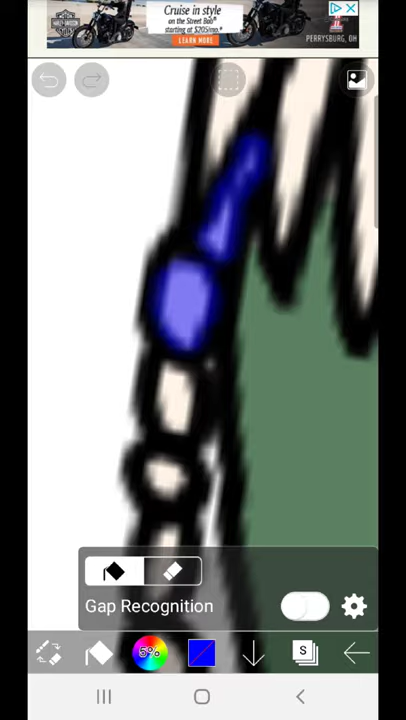 Cruise in style
on the Street Bob®
starting at $205/mo.*
LEARN MORE
PERRYSBURG, OH
Gap Recognition
5%
S